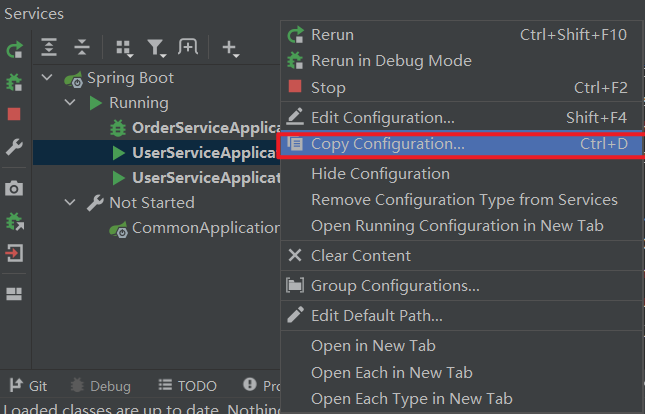 Services
Spring Boot
Running
OrderServiceApplica
UserServiceApplicat
UserServiceApplicat
Not Started
CommonApplication
Rerun Ctrl+Shift+F10
Rerun in Debug Mode
Stop Ctrl+F2
Edit Configuration... Shift+F4
Copy Configuration... Ctrl+D
Hide Configuration
Remove Configuration Type from Services
Open Running Configuration in New Tab
Clear Content
Group Configurations...
Edit Default Path...
Open in New Tab
Open Each in New Tab
Open Each Type in New Tab
Git Debug TODO Pro
Loaded classes are up to date. Nothing